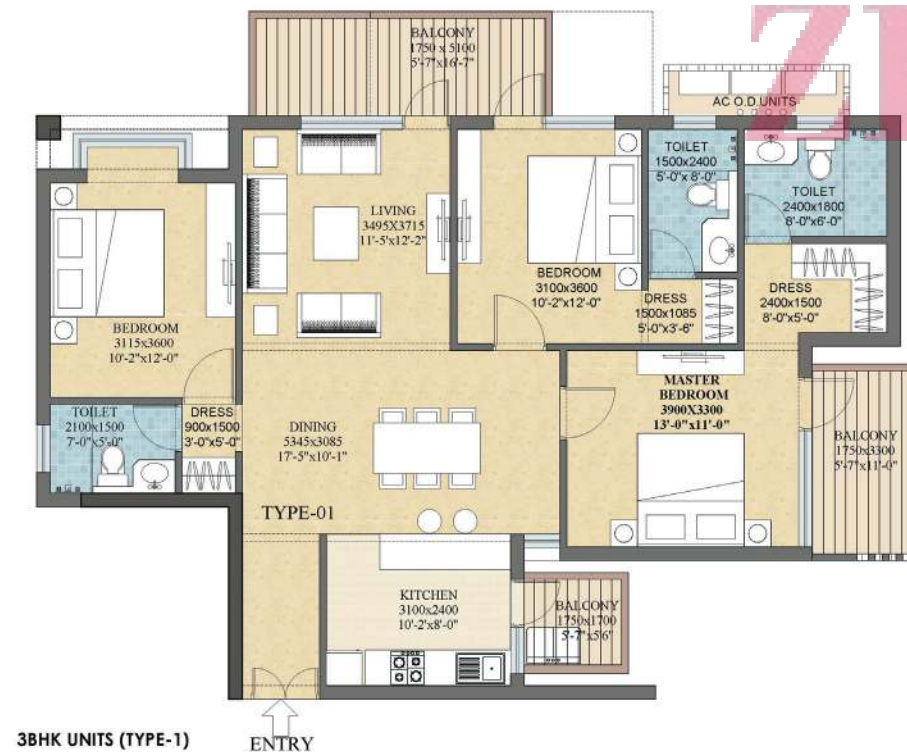 BALCONY
1750 x 5100
5'-7"x16'-7"
AC O.D.UNITS
TOILET
1500x2400
5'-0"x 8'-0"
TOILET
2400x1800
8'-0"x6'-0"
LIVING
3495X3715
11'-5"x12'-2"
BEDROOM
3100x3600
10'-2"x12'-0"
DRESS
1500x1085
5'-0"x3'-6"
DRESS
2400x1500
8'-0"x5'-0"
BEDROOM
3115x3600
10'-2"x12'-0"
MASTER
BEDROOM
3900X3300
13'-0"x11'-0"
TOILET
2100x1500
7'-0"x5'-0"
DRESS
900x1500
3'-0"x5'-0"
DINING
5345x3085
17'-5"x10'-1"
BALCONY
1750x3300
5'-7"x11'-0"
TYPE-01
KITCHEN
3100x2400
10'-2"x8'-0"
BALCONY
1750x1700
5'-7"x5'6"
3BHK UNITS (TYPE-1)
ENTRY